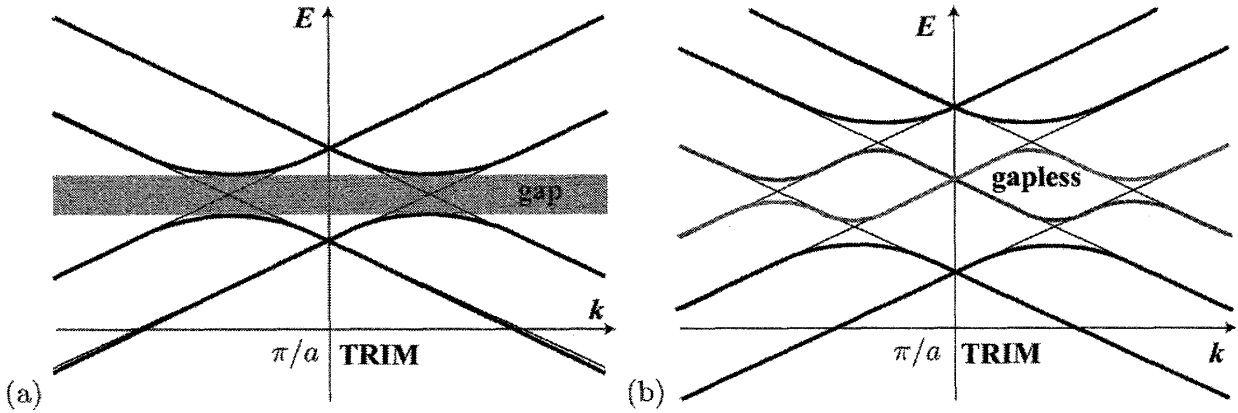 E
gap
k
π/a TRIM
(a)
E
gapless
π/a TRIM
k
(b)